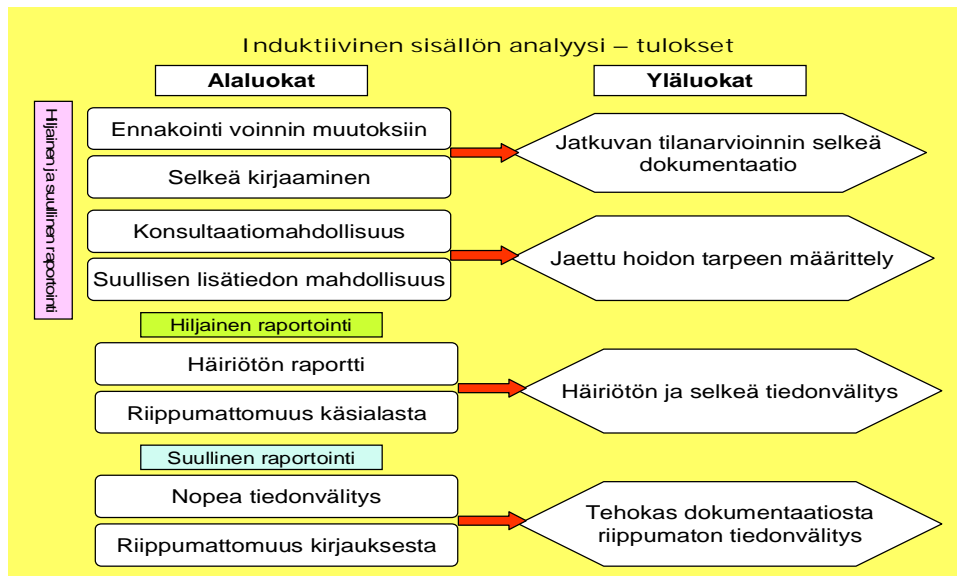 Induktiivinen sisällön analyysi – tulokset
Alaluokat
Yläluokat
Hiljainen ja suullinen raportointi
Ennakointi voinnin muutoksiin
Selkeä kirjaaminen
Jatkuvan tilanarvioinnin selkeä
dokumentaatio
Konsultaatiomahdollisuus
Suullisen lisätiedon mahdollisuus
Jaettu hoidon tarpeen määrittely
Hiljainen raportointi
Häiriötön raportti
Riippumattomuus käsialasta
Häiriötön ja selkeä tiedonvälitys
Suullinen raportointi
Nopea tiedonvälitys
Riippumattomuus kirjauksesta
Tehokas dokumentaatiosta
riippumaton tiedonvälitys